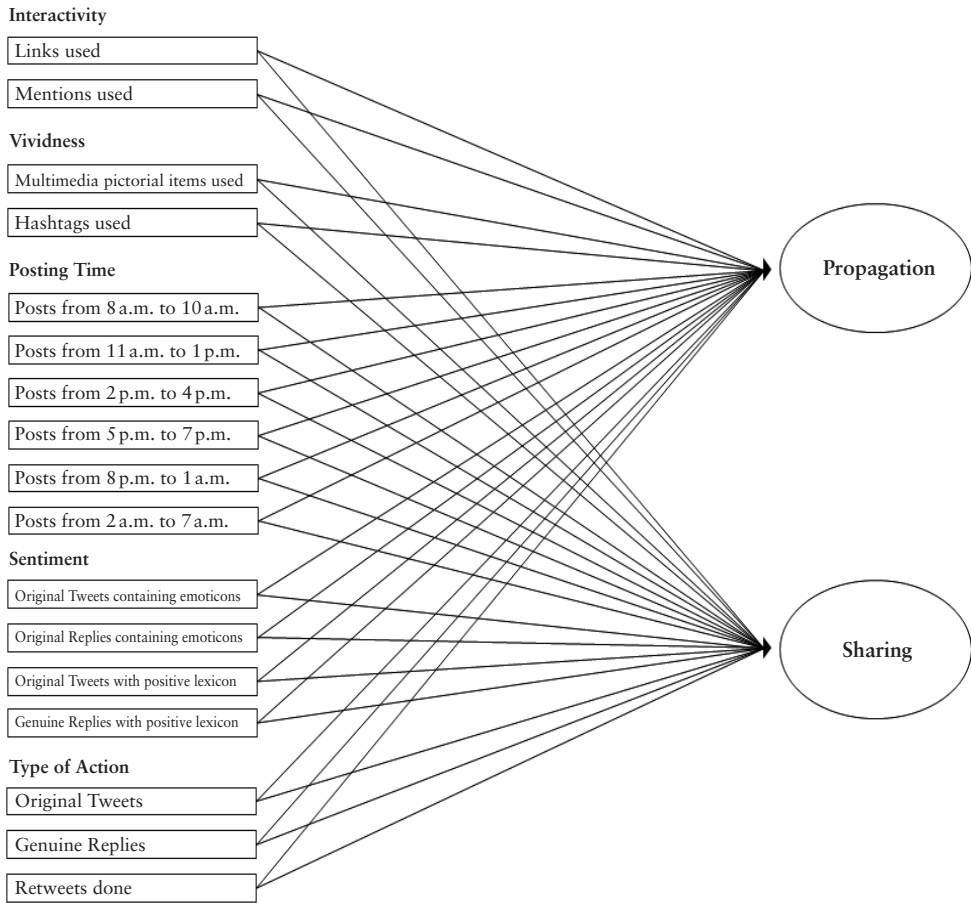 Interactivity
Links used
Mentions used
Vividness
Multimedia pictorial items used
Hashtags used
Posting Time
Posts from 8 a.m. to 10 a.m.
Posts from 11 a.m. to 1 p.m.
Posts from 2 p.m. to 4 p.m.
Posts from 5 p.m. to 7 p.m.
Posts from 8 p.m. to 1 a.m.
Posts from 2 a.m. to 7 a.m.
Sentiment
Original Tweets containing emoticons
Original Replies containing emoticons
Original Tweets with positive lexicon
Genuine Replies with positive lexicon
Type of Action
Original Tweets
Genuine Replies
Retweets done
Propagation
Sharing